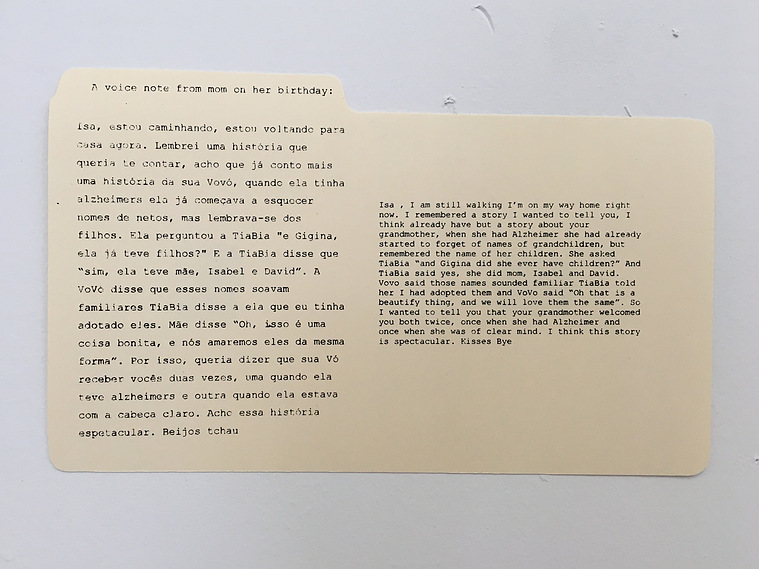 A voice note from mom on her birthday:
Isa, estou caminhando, estou voltando para
casa agora. Lembrei uma história que
queria te contar, acho que já conto mais
uma história da sua Vovó, quando ela tinha
alzheimers ela já começava a esquocer
nomes de netos, mas lembrava-se dos
filhos. Ela perguntou a TiaBia "e Gigina,
ela já teve filhos?" E a TiaBia disse que
"sim, ela teve mãe, Isabel e David". A
VoVó disse que esses nomes soavam
familiares TiaBia disse a ela que eu tinha
adotado eles. Mãe disse "Oh, isso é uma
coisa bonita, e nós amaremos eles da mesma
forma". Por isso, queria dizer que sua Vó
receber vocês duas vezes, uma quando ela
teve alzheimers e outra quando ela estava
com a cabeça claro. Acho essa história
espetacular. Beijos tchau
Isa , I am still walking I'm on my way home right
now. I remembered a story I wanted to tell you, I
think already have but a story about your
grandmother, when she had Alzheimer she had already
started to forget of names of grandchildren, but
remembered the name of her children. She asked
TiaBia "and Gigina did she ever have children?" And
TiaBia said yes, she did mom, Isabel and David.
Vovo said those names sounded familiar TiaBia told
her I had adopted them and VoVo said "Oh that is a
beautify thing, and we will love them the same". So
I wanted to tell you that your grandmother welcomed
you both twice, once when she had Alzheimer and
once when she was of clear mind. I think this story
is spectacular. Kisses Bye